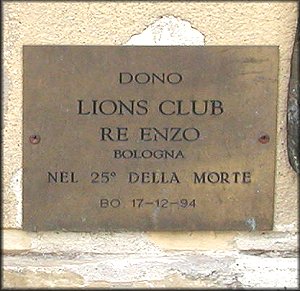 DONO
LIONS CLUB
RE ENZO
BOLOGNA
NEL 25° DELLA MORTE
BO 17-12-94